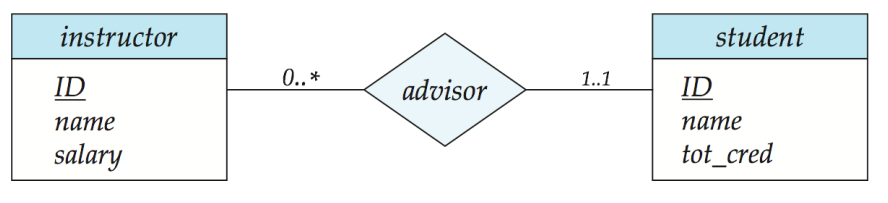 instructor
ID
name
salary
0..*
advisor
1..1
student
ID
name
tot_cred